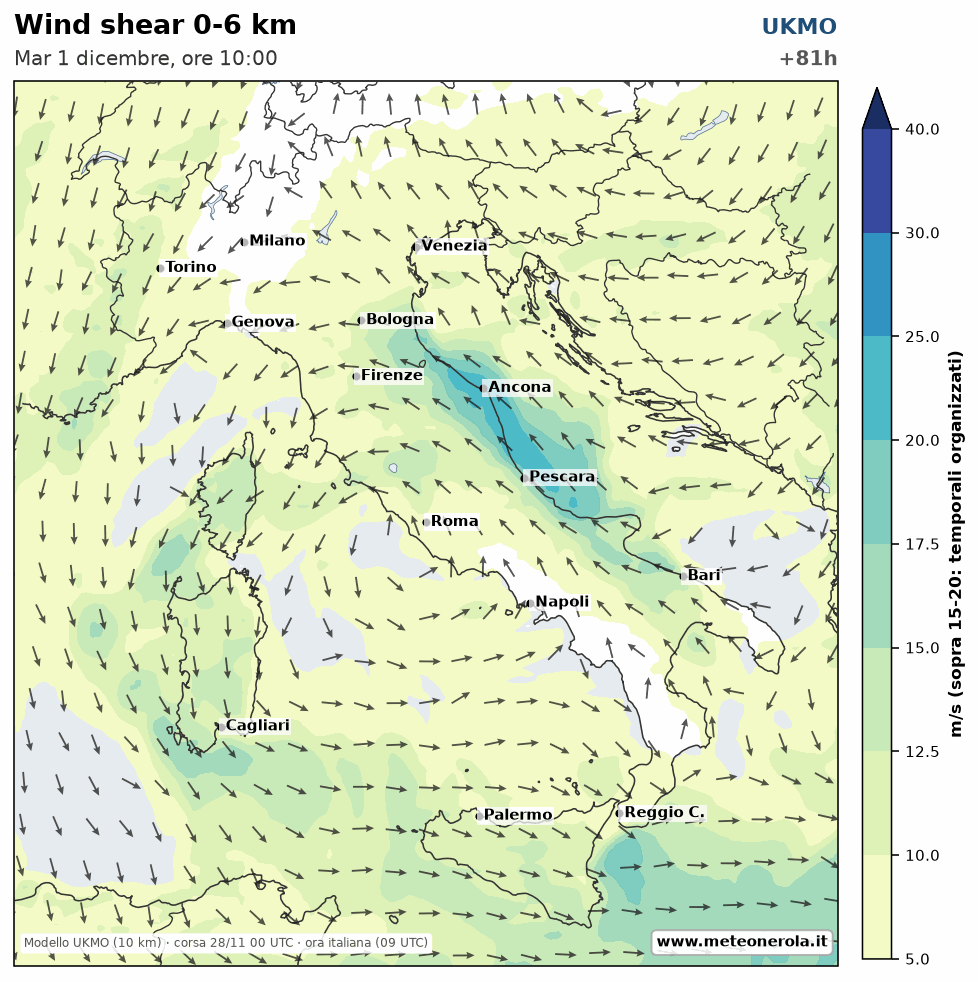 Wind shear 0-6 km
UKMO
Mar 1 dicembre, ore 10:00
+81h
Milano
Venezia
Torino
Genova
Bologna
Firenze
Ancona
Pescara
Roma
Bari
Napoli
Cagliari
Palermo
Reggio C.
Modello UKMO (10 km) · corsa 28/11 00 UTC · ora italiana (09 UTC)
www.meteonerola.it
40.0
30.0
25.0
20.0
17.5
15.0
12.5
10.0
5.0
m/s (sopra 15-20: temporali organizzati)